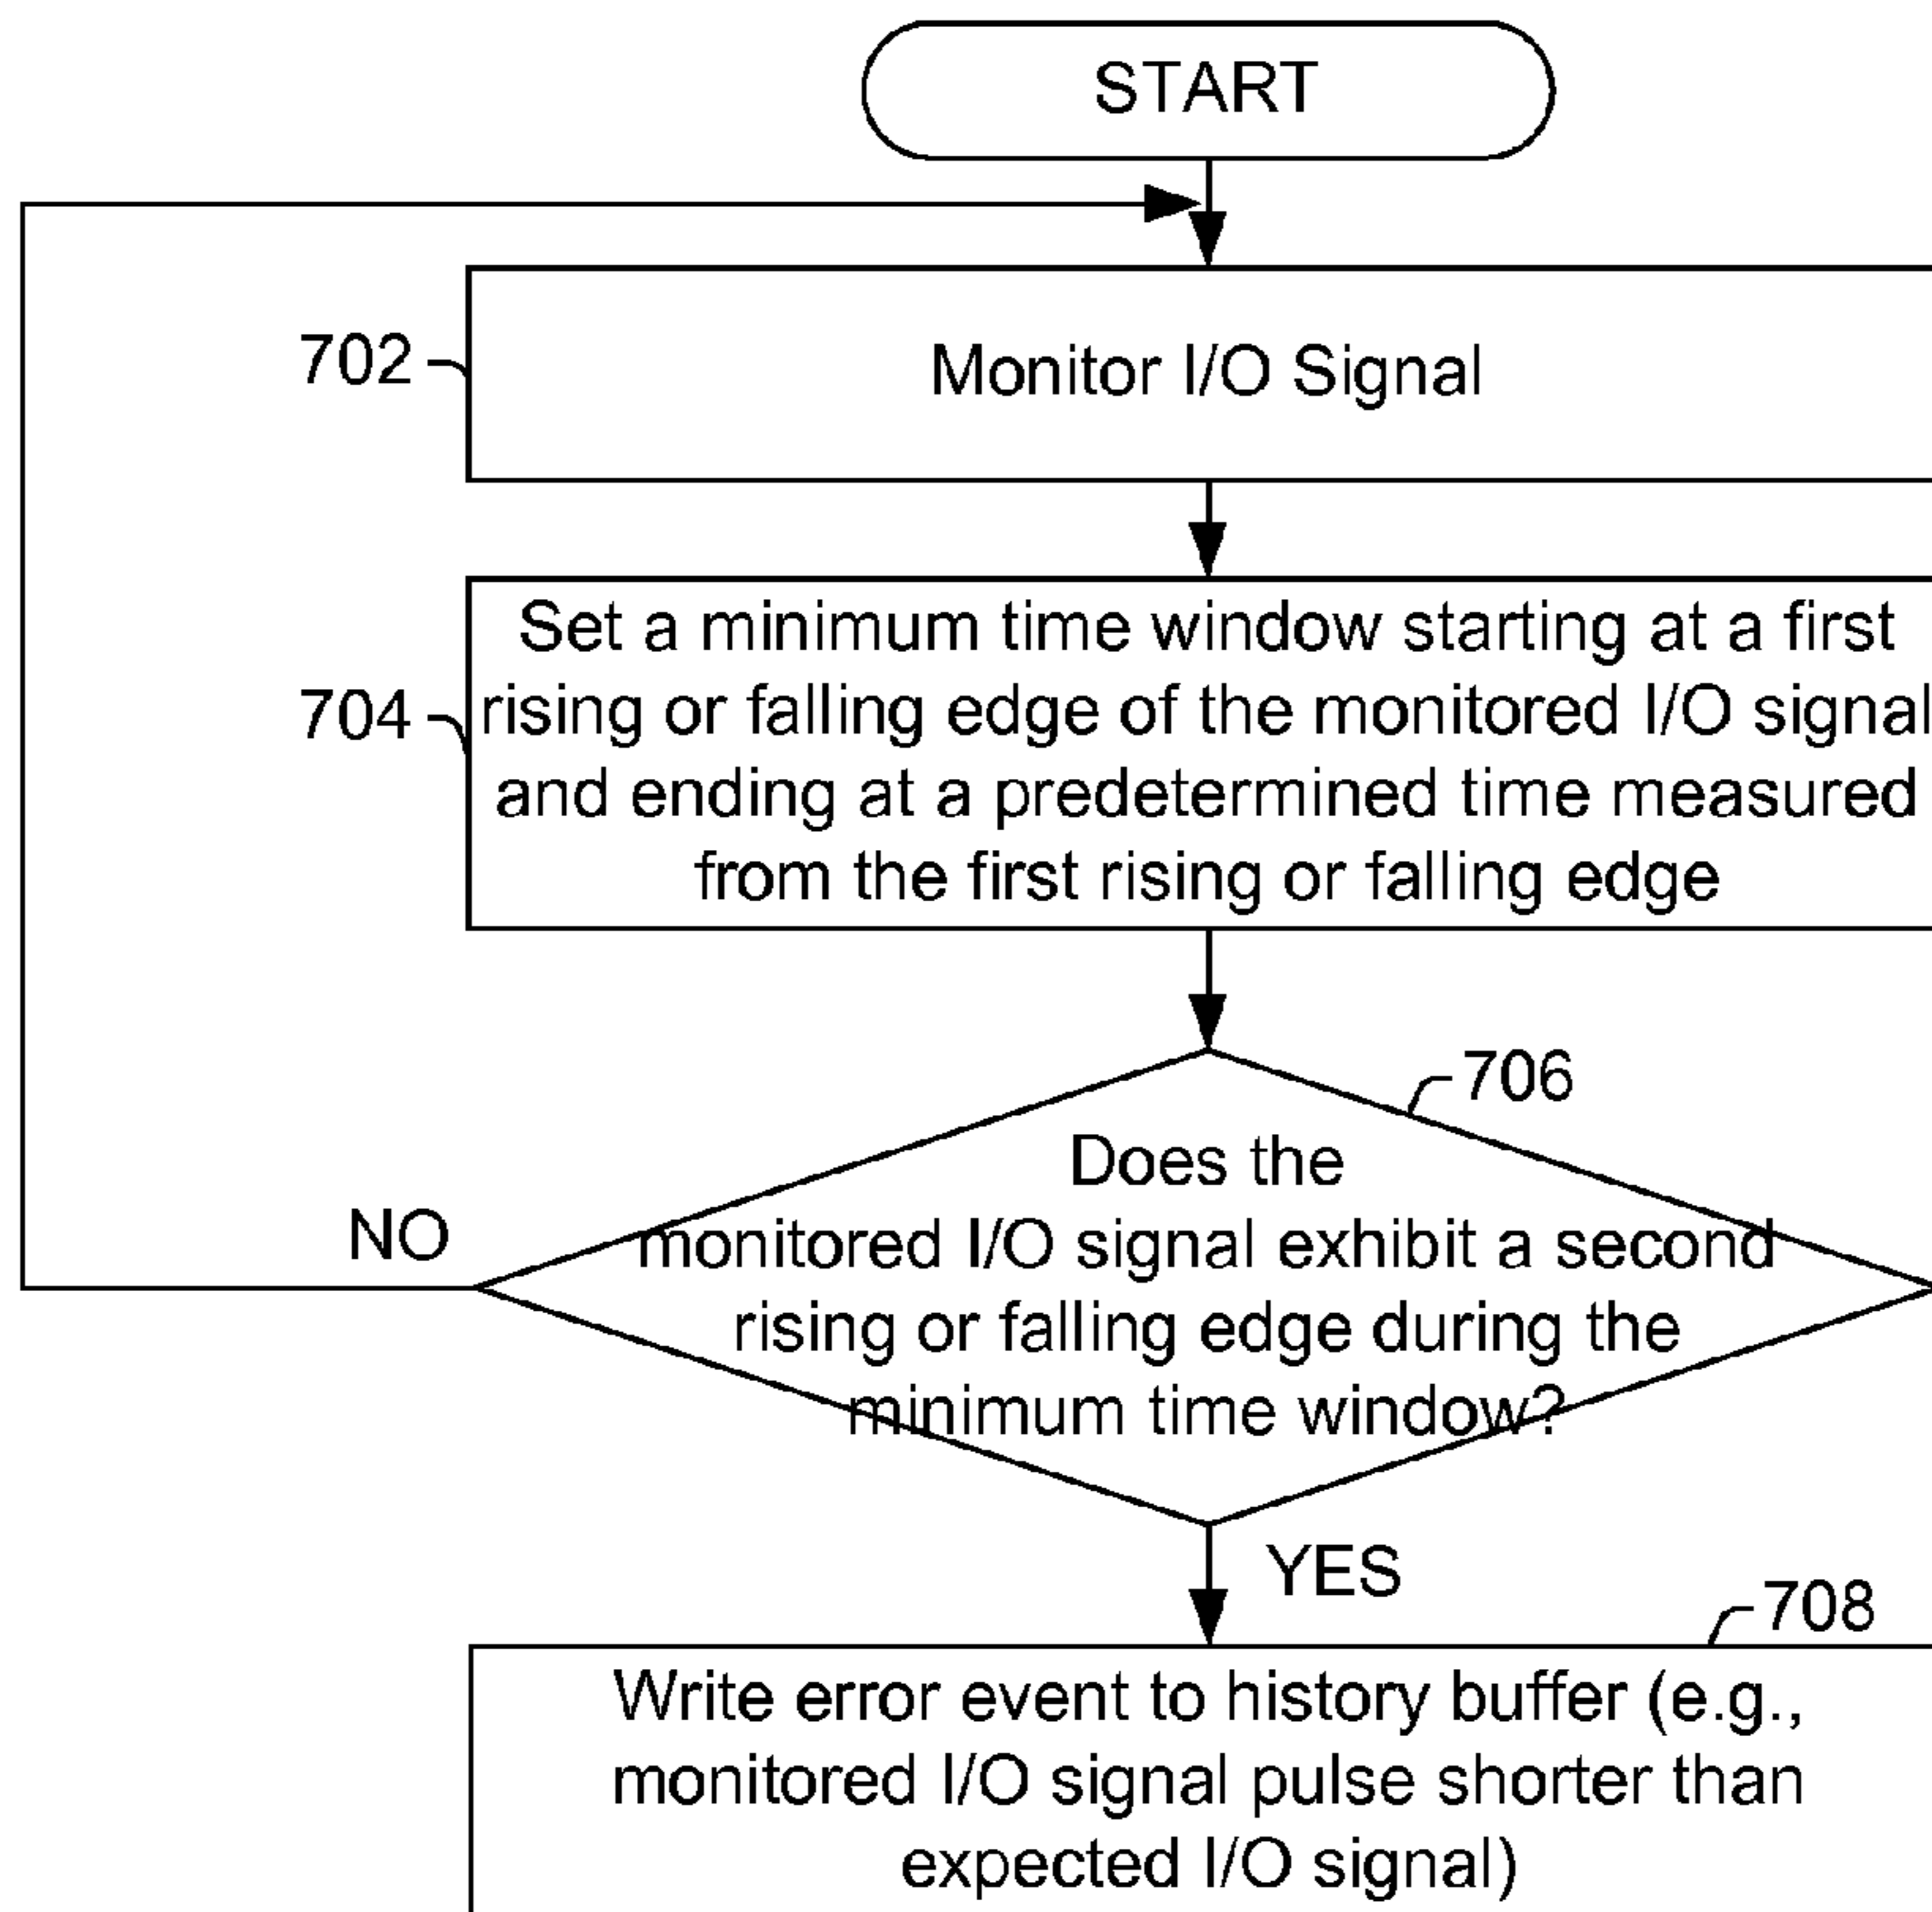 START
702
Monitor I/O Signal
704
Set a minimum time window starting at a first
rising or falling edge of the monitored I/O signal
and ending at a predetermined time measured
from the first rising or falling edge
706
Does the
monitored I/O signal exhibit a second
rising or falling edge during the
minimum time window?
NO
YES
708
Write error event to history buffer (e.g.,
monitored I/O signal pulse shorter than
expected I/O signal)